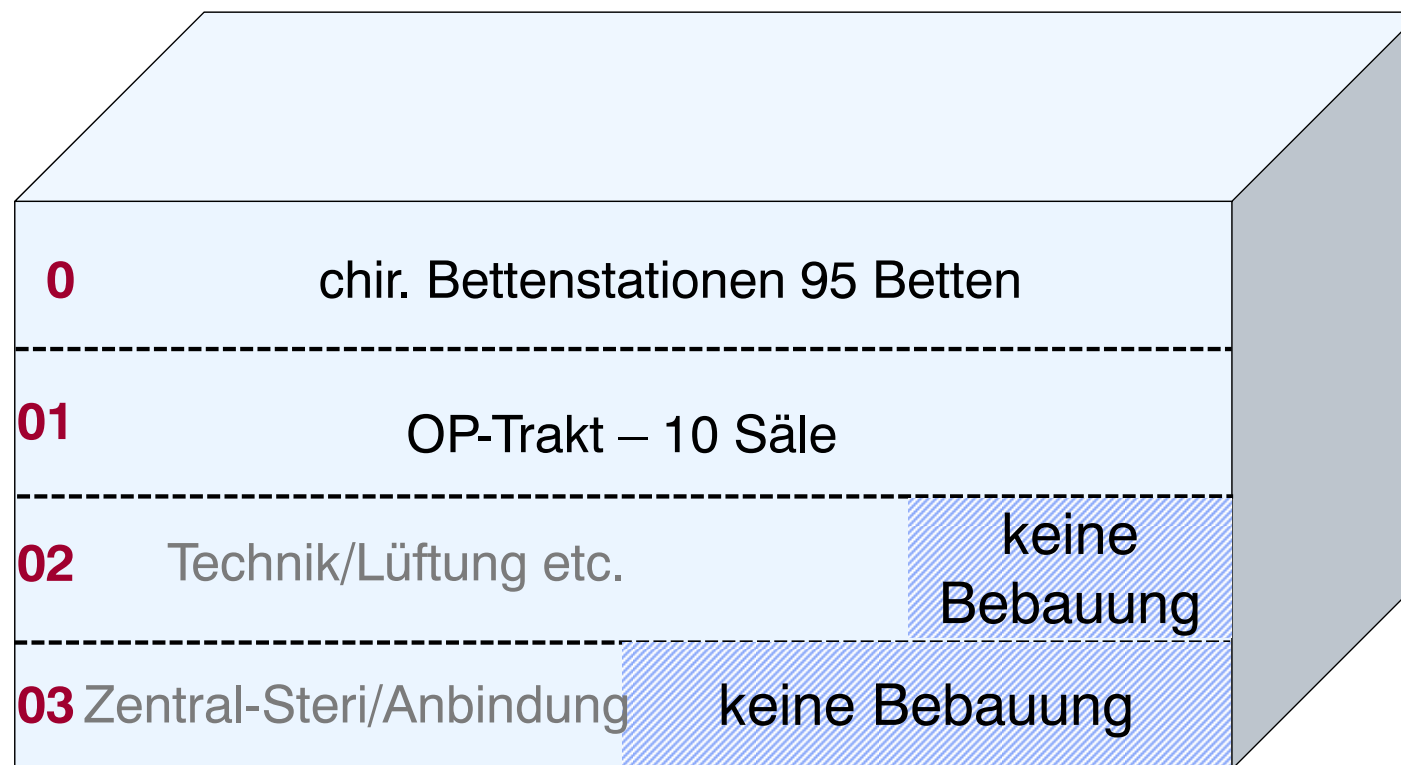 0 chir. Bettenstationen 95 Betten
01 OP-Trakt – 10 Säle
02 Technik/Lüftung etc. keine
Bebauung
03 Zentral-Steri/Anbindung keine Bebauung